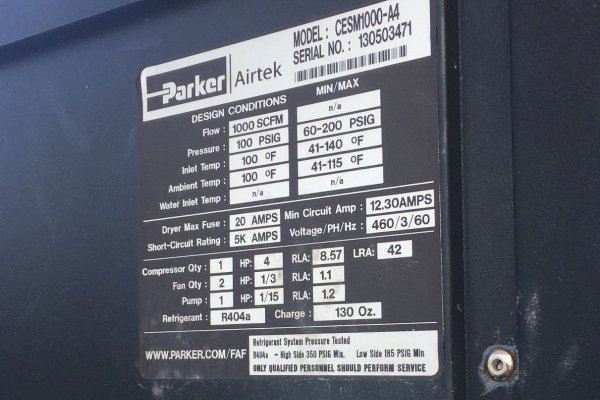 MODEL: CESM1000-A4
SERIAL NO.: 130503471
Parker Airtek
DESIGN CONDITIONS MIN/MAX
Flow: 1000 SCFM n/a
Pressure: 100 PSIG 60-200 PSIG
Inlet Temp: 100 °F 41-140 °F
Ambient Temp: 100 °F 41-115 °F
Water Inlet Temp: n/a n/a
Dryer Max Fuse: 20 AMPS Min Circuit Amp: 12.30AMPS
Short-Circuit Rating: 5K AMPS Voltage/PH/Hz: 460/3/60
Compressor Qty: 1 HP: 4 RLA: 8.57 LRA: 42
Fan Qty: 2 HP: 1/3 RLA: 1.1
Pump: 1 HP: 1/15 RLA: 1.2
Refrigerant: R404a Charge: 130 Oz.
WWW.PARKER.COM/FAF
Refrigerant System Pressure Tested
R404a - High Side 350 PSIG Min. Low Side 185 PSIG Min
ONLY QUALIFIED PERSONNEL SHOULD PERFORM SERVICE